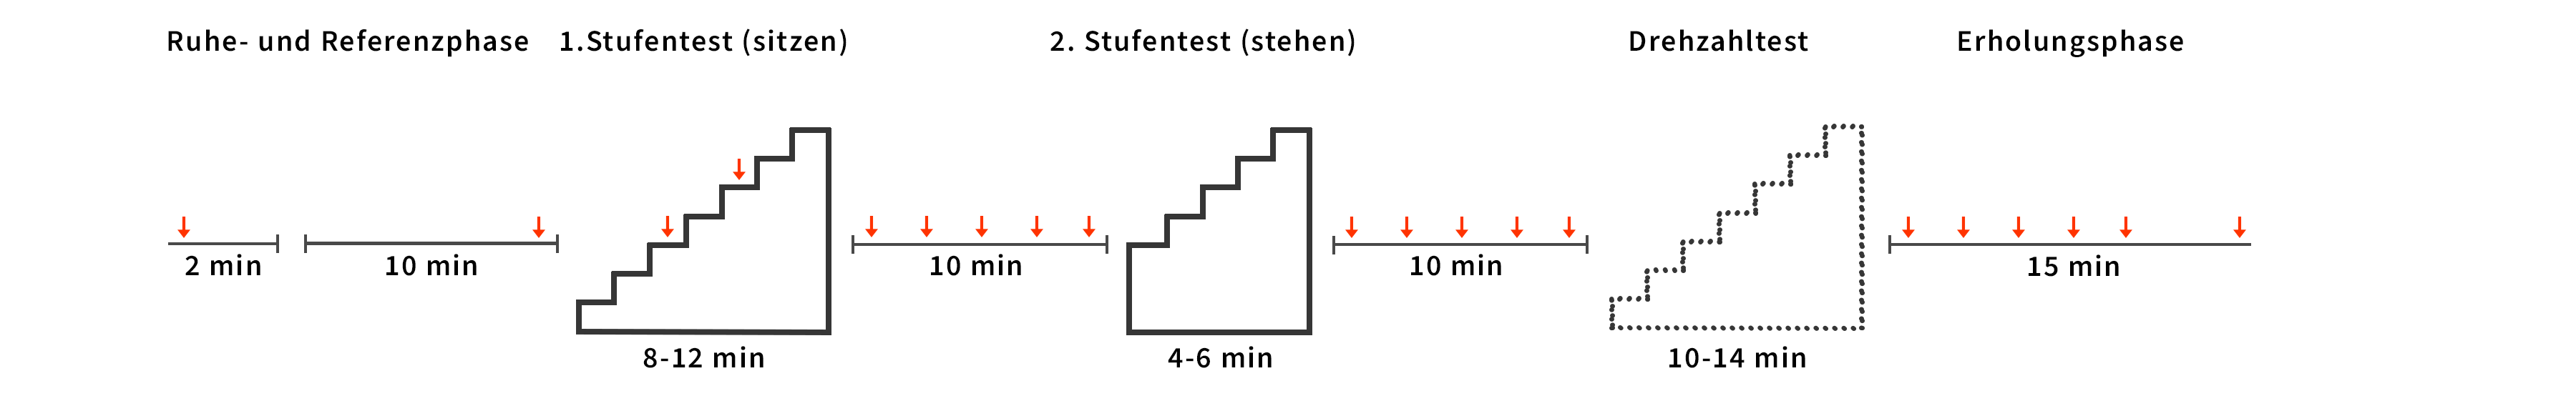 Ruhe- und Referenzphase
1.Stufentest (sitzen)
2. Stufentest (stehen)
Drehzahltest
Erholungsphase
2 min
10 min
10 min
10 min
15 min
8-12 min
4-6 min
10-14 min